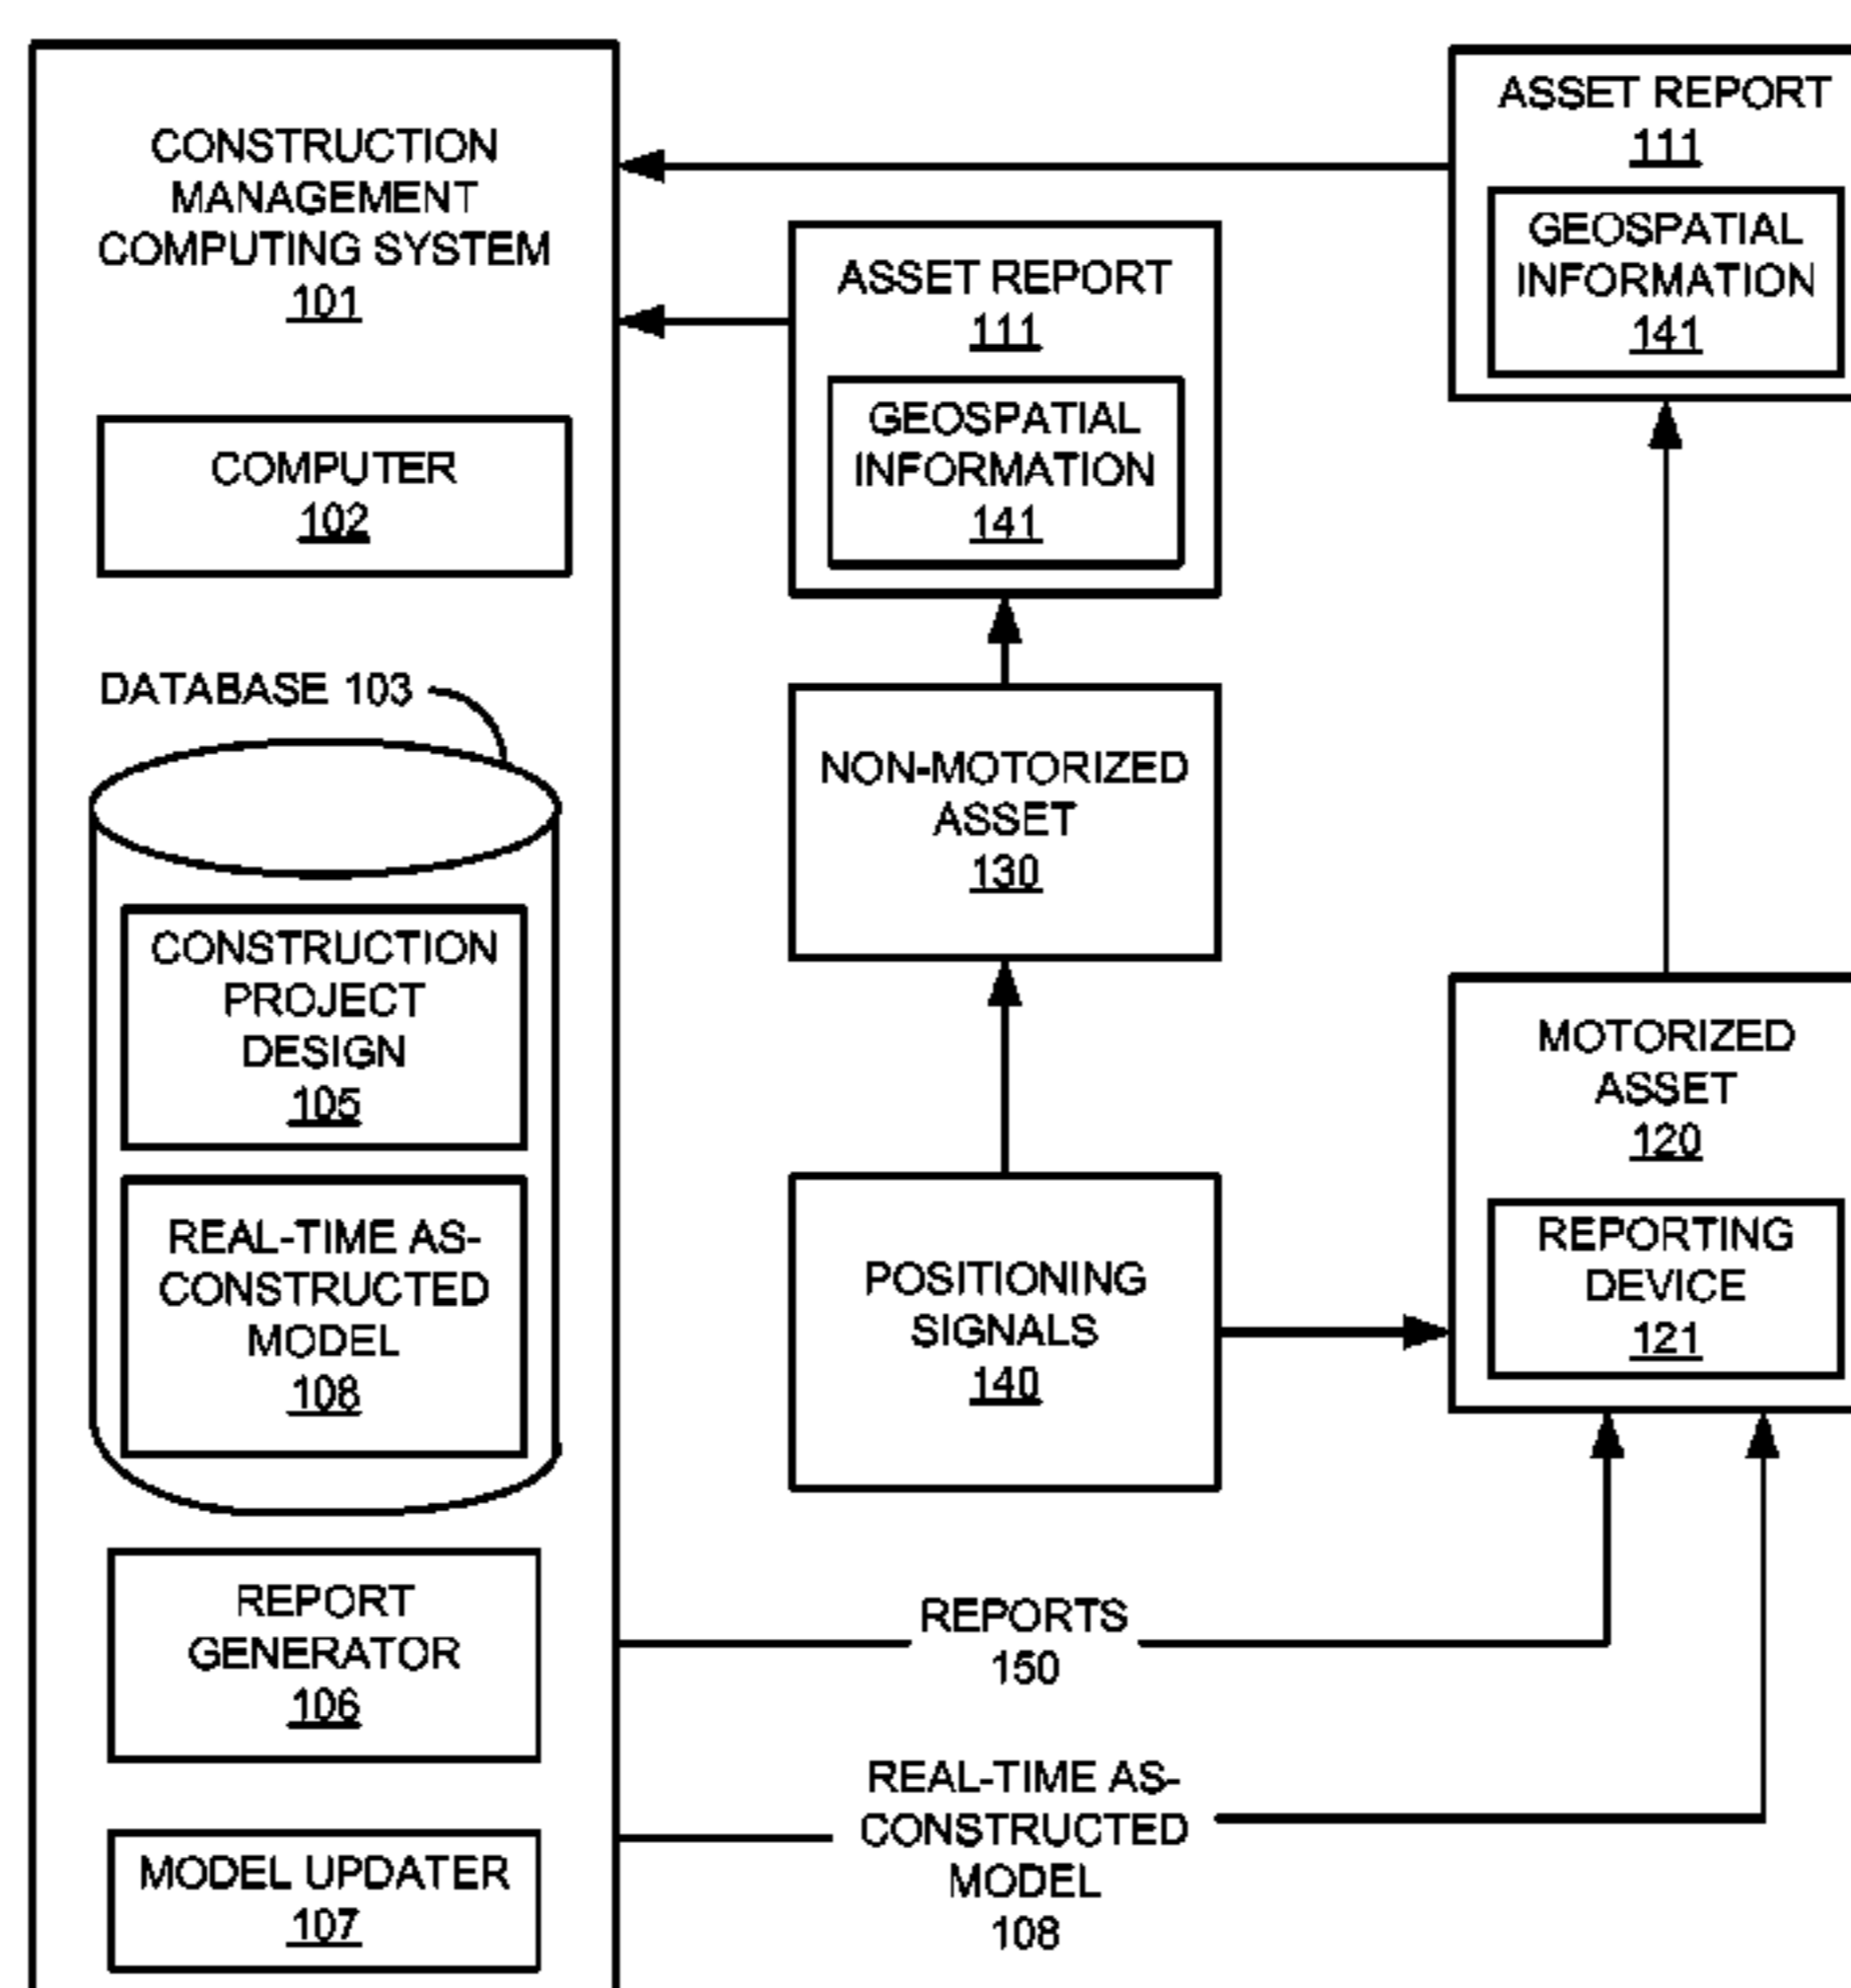 CONSTRUCTION
MANAGEMENT
COMPUTING SYSTEM
101
COMPUTER
102
DATABASE 103
CONSTRUCTION
PROJECT
DESIGN
105
REAL-TIME AS-
CONSTRUCTED
MODEL
108
REPORT
GENERATOR
106
MODEL UPDATER
107
ASSET REPORT
111
GEOSPATIAL
INFORMATION
141
NON-MOTORIZED
ASSET
130
POSITIONING
SIGNALS
140
REPORTS
150
REAL-TIME AS-
CONSTRUCTED
MODEL
108
ASSET REPORT
111
GEOSPATIAL
INFORMATION
141
MOTORIZED
ASSET
120
REPORTING
DEVICE
121